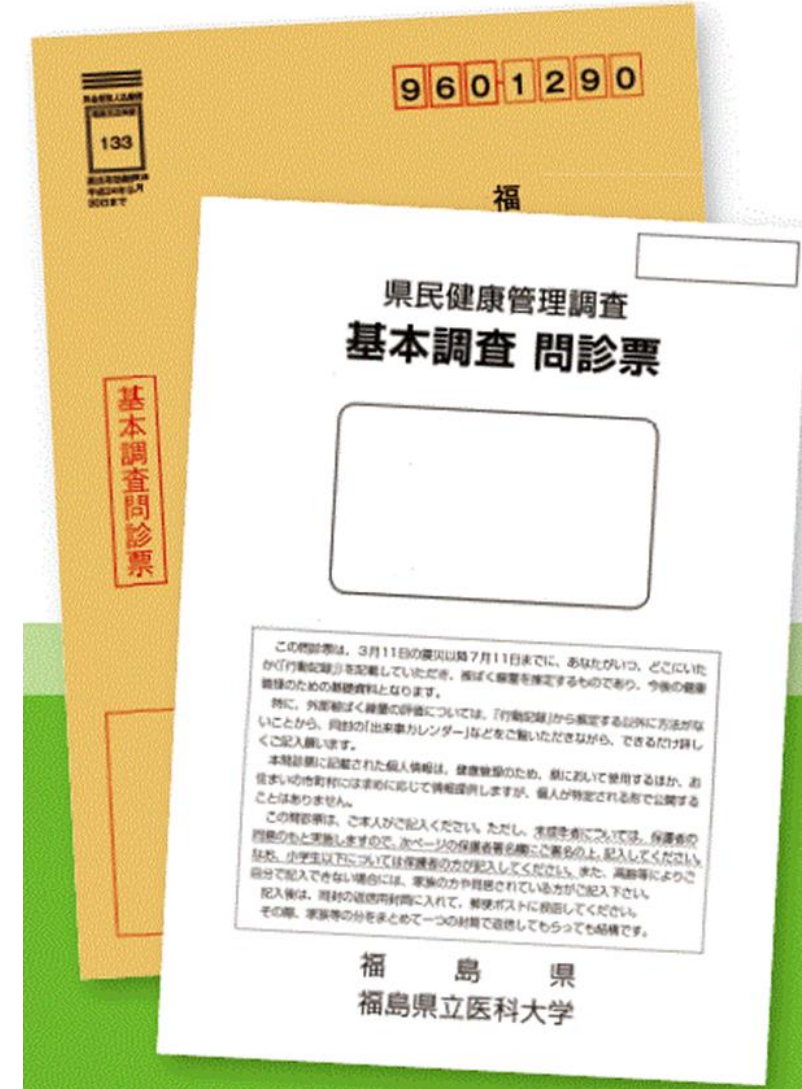 9601290
133
平成24年5月
30日まで
福
基本調査問診票
県民健康管理調査
基本調査 問診票
この問診票は、3月11日の震災以降7月11日までに、あなたがいつ、どこにいた
か(「行動記録」)を記載していただき、被ばく線量を推定するものであり、今後の健康
管理のための基礎資料となります。
特に、外部被ばく線量の評価については、「行動記録」から推定する以外に方法がな
いことから、同封の「出来事カレンダー」などをご覧いただきながら、できるだけ詳し
くご記入願います。
本問診票に記載された個人情報は、健康管理のため、県において使用するほか、お
住まいの市町村には求めに応じて情報提供しますが、個人が特定される形で公開する
ことはありません。
この問診票は、ご本人がご記入ください。ただし、未成年者については、保護者の
同意のもと実施しますので、次ページの保護者署名欄にご署名の上、記入してください。
なお、小学生以下については保護者の方が記入してください。また、高齢等によりご
自分で記入できない場合には、家族の方や同居されている方がご記入下さい。
記入後は、同封の返信用封筒に入れて、郵便ポストに投函してください。
その際、家族等の分をまとめて一つの封筒で返信してもらっても結構です。
福島県
福島県立医科大学